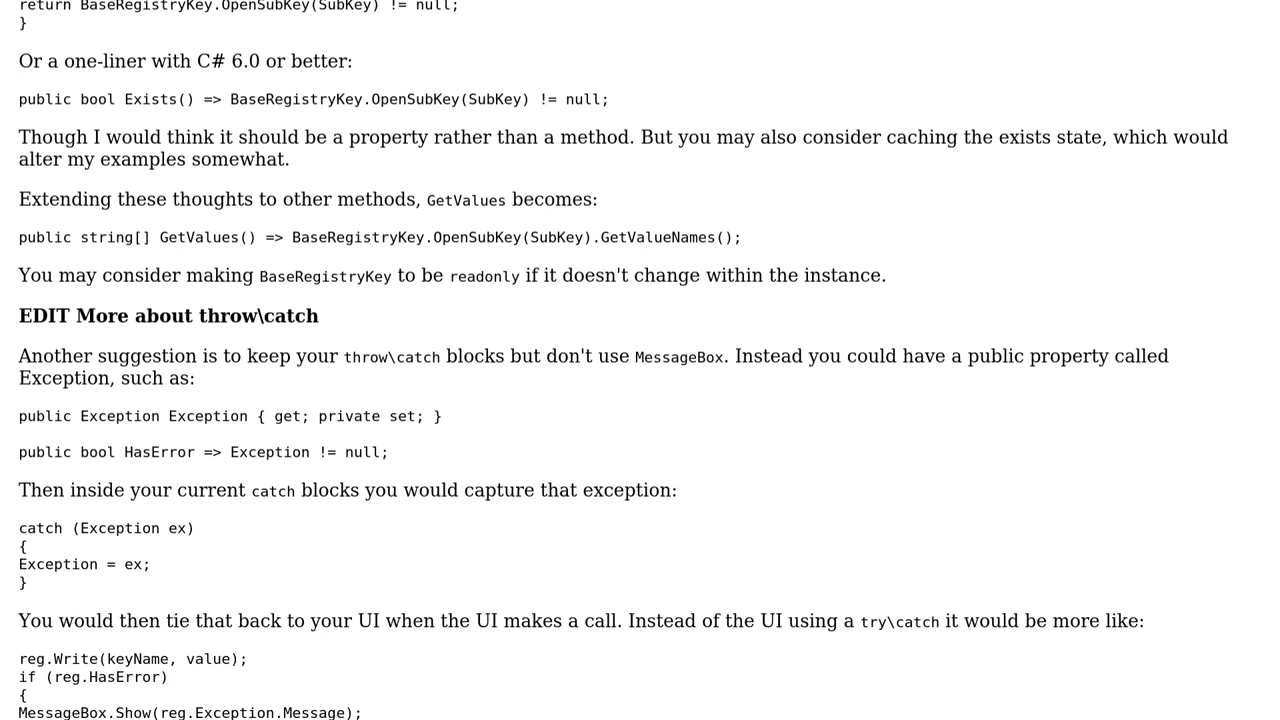 return BaseRegistryKey.OpenSubKey(SubKey) != null;
}
Or a one-liner with C# 6.0 or better:
public bool Exists() => BaseRegistryKey.OpenSubKey(SubKey) != null;
Though I would think it should be a property rather than a method. But you may also consider caching the exists state, which would
alter my examples somewhat.
Extending these thoughts to other methods, GetValues becomes:
public string[] GetValues() => BaseRegistryKey.OpenSubKey(SubKey).GetValueNames();
You may consider making BaseRegistryKey to be readonly if it doesn't change within the instance.
EDIT More about throw\catch
Another suggestion is to keep your throw\catch blocks but don't use MessageBox. Instead you could have a public property called
Exception, such as:
public Exception Exception { get; private set; }
public bool HasError => Exception != null;
Then inside your current catch blocks you would capture that exception:
catch (Exception ex)
{
Exception = ex;
}
You would then tie that back to your UI when the UI makes a call. Instead of the UI using a try\catch it would be more like:
reg.Write(keyName, value);
if (reg.HasError)
{
MessageBox.Show(reg.Exception.Message);